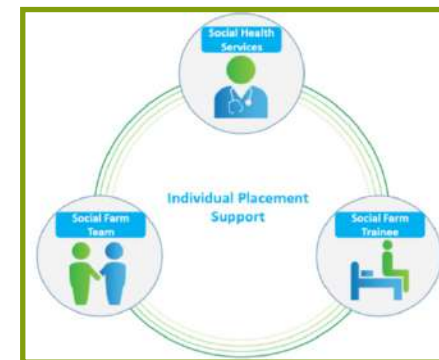 Social Health
Services
Individual Placement
Support
Social Farm
Team
Social Farm
Trainee